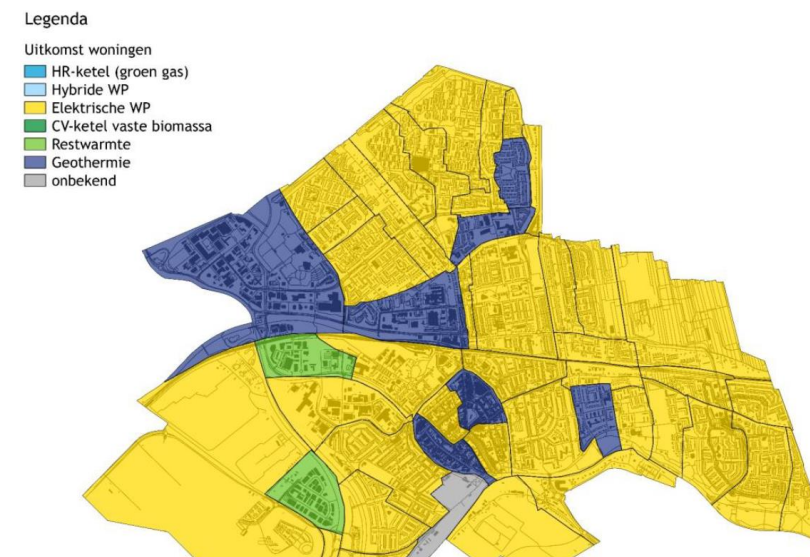 Legenda
Uitkomst woningen
HR-ketel (groen gas)
Hybride WP
Elektrische WP
CV-ketel vaste biomassa
Restwarmte
Geothermie
onbekend